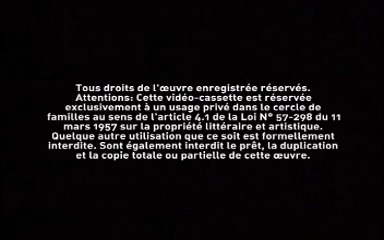 Tous droits de l'œuvre enregistrée réservés.
Attentions: Cette vidéo-cassette est réservée
exclusivement à un usage privé dans le cercle de
familles au sens de l'article 4.1 de la Loi N° 57-298 du 11
mars 1957 sur la propriété littéraire et artistique.
Quelque autre utilisation que ce soit est formellement
interdite. Sont également interdit le prêt, la duplication
et la copie totale ou partielle de cette œuvre.